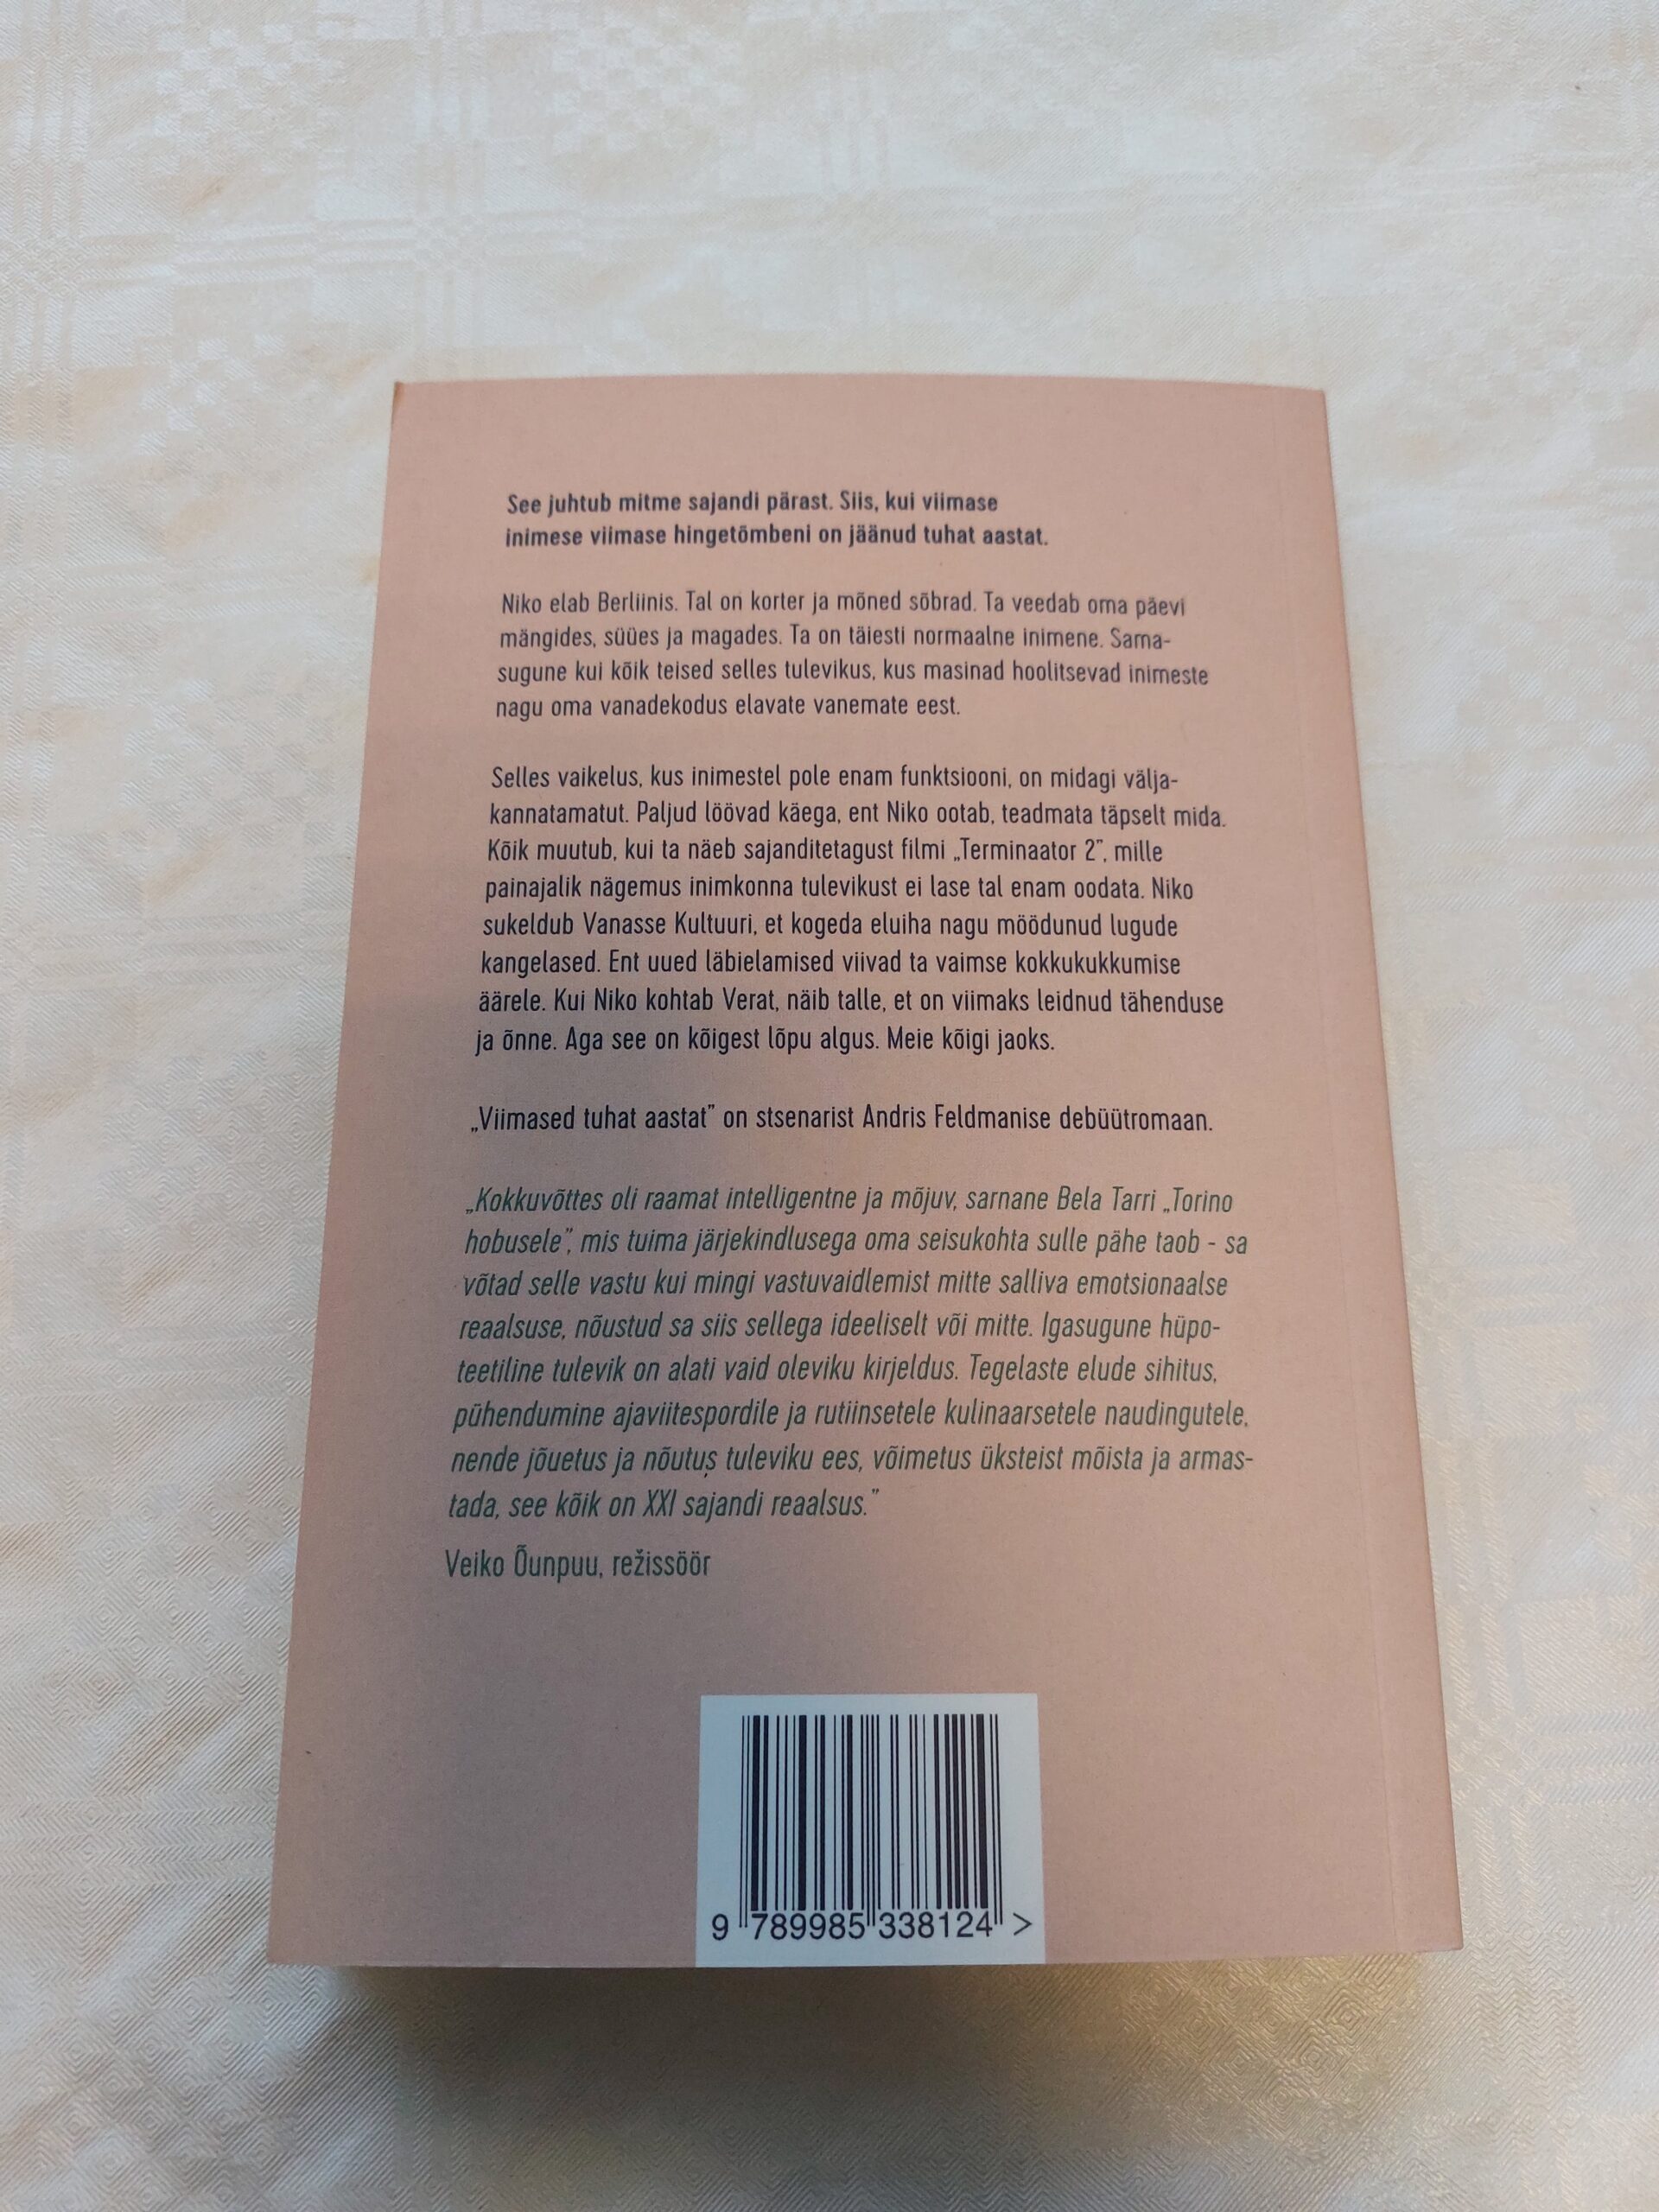 See juhtub mitme sajandi pärast. Siis, kui viimase
inimese viimase hingetõmbeni on jäänud tuhat aastat.
Niko elab Berliinis. Tal on korter ja mõned sõbrad. Ta veedab oma päevi
mängides, süües ja magades. Ta on täiesti normaalne inimene. Sama-
sugune kui kõik teised selles tulevikus, kus masinad hoolitsevad inimeste
nagu oma vanadekodus elavate vanemate eest.
Selles vaikelus, kus inimestel pole enam funktsiooni, on midagi välja-
kannatamatut. Paljud löövad käega, ent Niko ootab, teadmata täpselt mida.
Kõik muutub, kui ta näeb sajanditetagust filmi „Terminaator 2”, mille
painajalik nägemus inimkonna tulevikust ei lase tal enam oodata. Niko
sukeldub Vanasse Kultuuri, et kogeda eluiha nagu möödunud lugude
kangelased. Ent uued läbielamised viivad ta vaimse kokkukukkumise
äärele. Kui Niko kohtab Verat, näib talle, et on viimaks leidnud tähenduse
ja õnne. Aga see on kõigest lõpu algus. Meie kõigi jaoks.
„Viimased tuhat aastat” on stsenarist Andris Feldmanise debüütromaan.
„Kokkuvõttes oli raamat intelligentne ja mõjuv, sarnane Bela Tarri „Torino
hobusele”, mis tuima järjekindlusega oma seisukohta sulle pähe taob - sa
võtad selle vastu kui mingi vastuvaidlemist mitte salliva emotsionaalse
reaalsuse, nõustud sa siis sellega ideeliselt või mitte. Igasugune hüpo-
teetiline tulevik on alati vaid oleviku kirjeldus. Tegelaste elude sihitus,
pühendumine ajaviitespordile ja rutiinsetele kulinaarsetele naudingutele,
nende jõuetus ja nõutus tuleviku ees, võimetus üksteist mõista ja armas-
tada, see kõik on XXI sajandi reaalsus.”
Veiko Õunpuu, režissöör
9 789985 338124 >